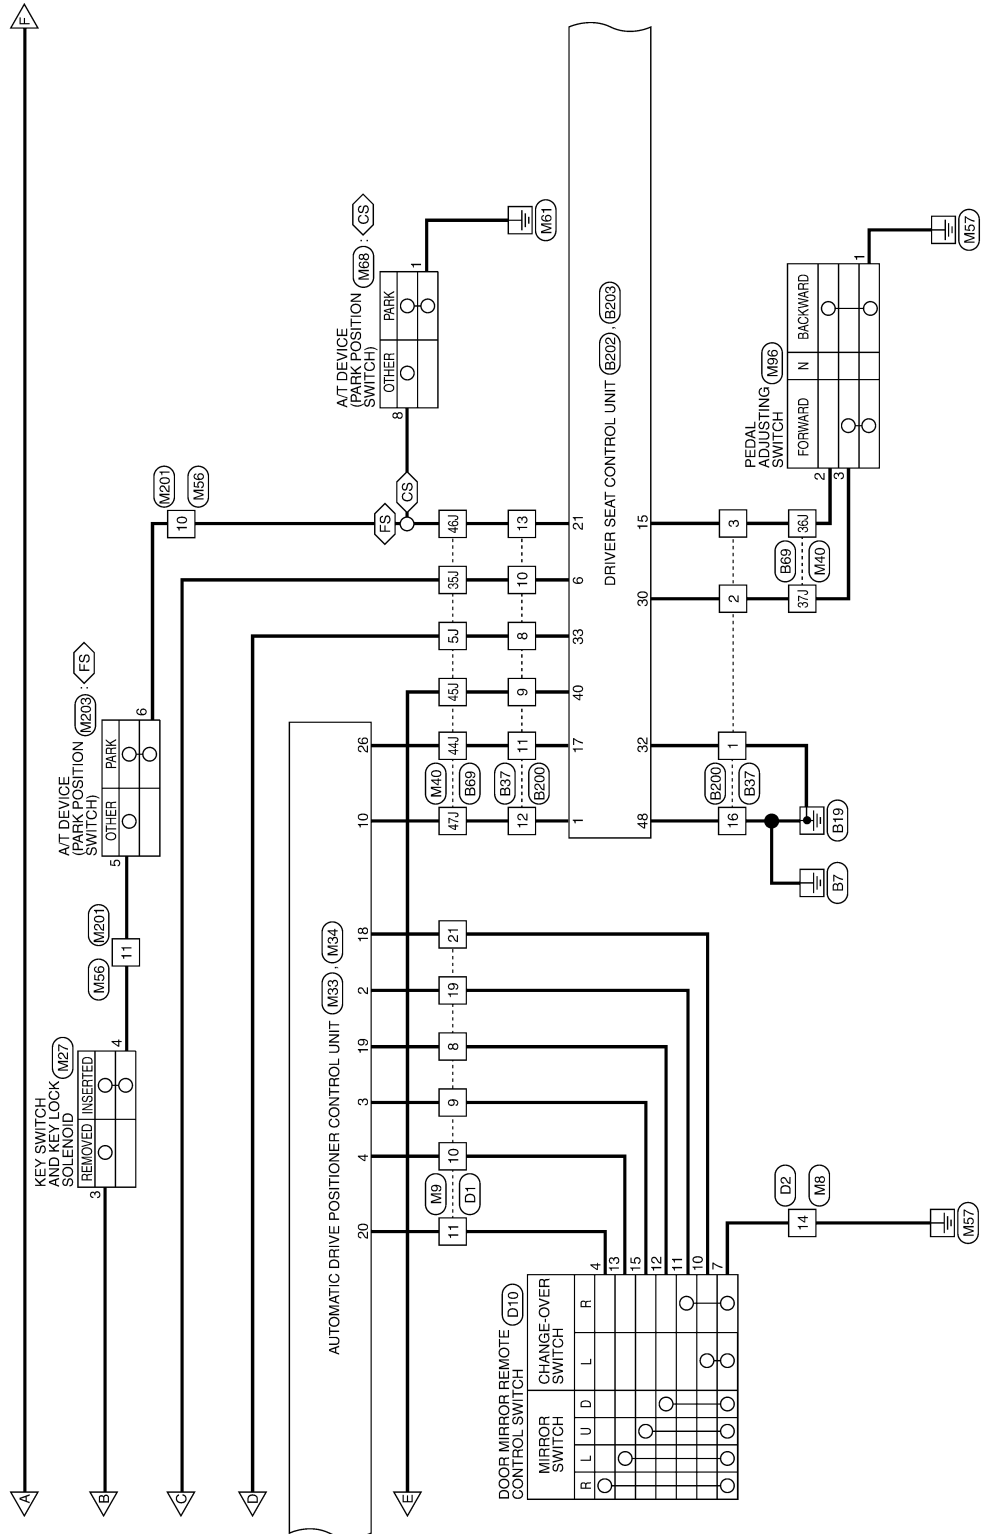 F
A/T DEVICE
(PARK POSITION
SWITCH)
M68 : CS
OTHER
PARK
8
1
M61
M201
M56
10
FS
CS
46J
13
21
35J
10
6
5J
8
33
45J
9
40
44J
11
17
47J
12
1
M40
B69
B37
B200
DRIVER SEAT CONTROL UNIT B202 , B203
15
30
32
48
3
2
1
16
B200
B37
B69
M40
36J
37J
B19
B7
PEDAL
ADJUSTING
SWITCH
M96
FORWARD
N
BACKWARD
2
3
1
M57
A/T DEVICE
(PARK POSITION
SWITCH)
M203 : FS
OTHER
PARK
5
6
M56
M201
11
KEY SWITCH
AND KEY LOCK
SOLENOID
M27
REMOVED
INSERTED
3
4
AUTOMATIC DRIVE POSITIONER CONTROL UNIT M33 , M34
20
4
3
19
2
18
10
26
11
10
9
8
19
21
M9
D1
DOOR MIRROR REMOTE
CONTROL SWITCH
D10
MIRROR
SWITCH
CHANGE-OVER
SWITCH
R
L
U
D
L
R
4
13
15
12
11
10
7
D2
M8
14
M57
A
B
C
D
E